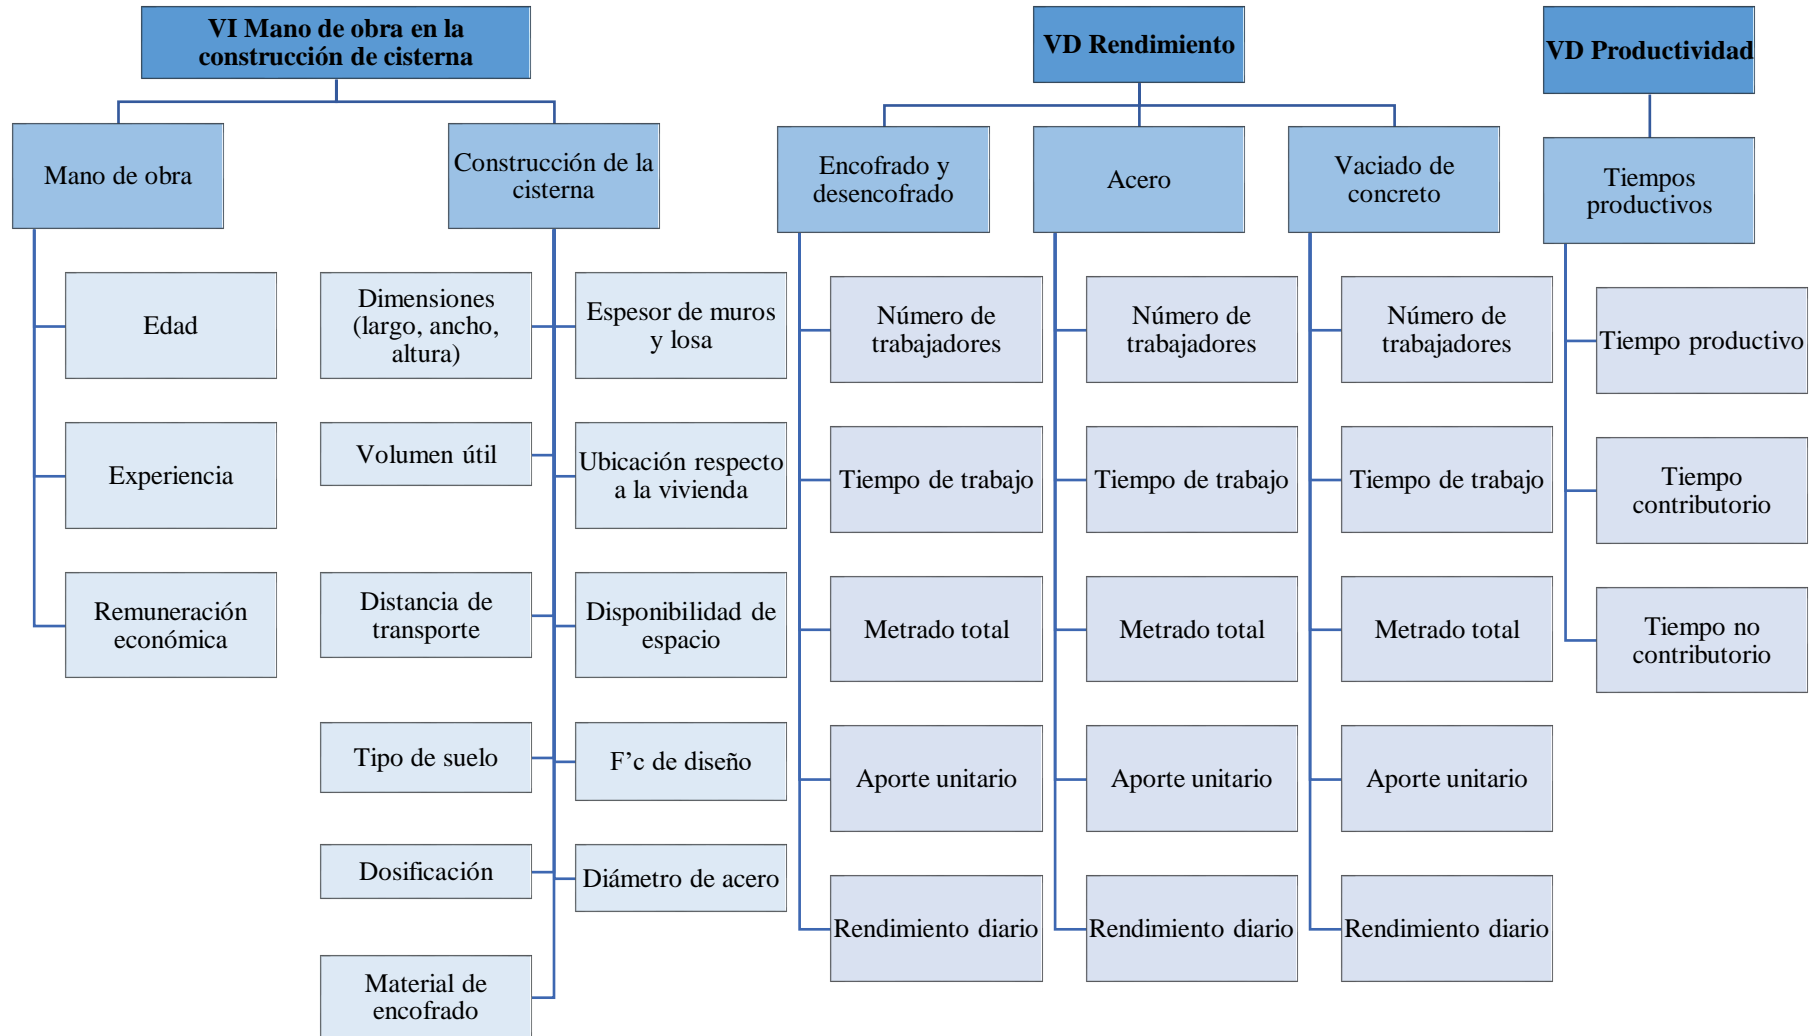 VI Mano de obra en la
construcción de cisterna
Mano de obra
Edad
Experiencia
Remuneración
económica
Construcción de la
cisterna
Dimensiones
(largo, ancho,
altura)
Espesor de muros
y losa
Volumen útil
Ubicación respecto
a la vivienda
Distancia de
transporte
Disponibilidad de
espacio
Tipo de suelo
F’c de diseño
Dosificación
Diámetro de acero
Material de
encofrado
VD Rendimiento
Encofrado y
desencofrado
Número de
trabajadores
Tiempo de trabajo
Metrado total
Aporte unitario
Rendimiento diario
Acero
Número de
trabajadores
Tiempo de trabajo
Metrado total
Aporte unitario
Rendimiento diario
Vaciado de
concreto
Número de
trabajadores
Tiempo de trabajo
Metrado total
Aporte unitario
Rendimiento diario
VD Productividad
Tiempos
productivos
Tiempo productivo
Tiempo
contributorio
Tiempo no
contributorio